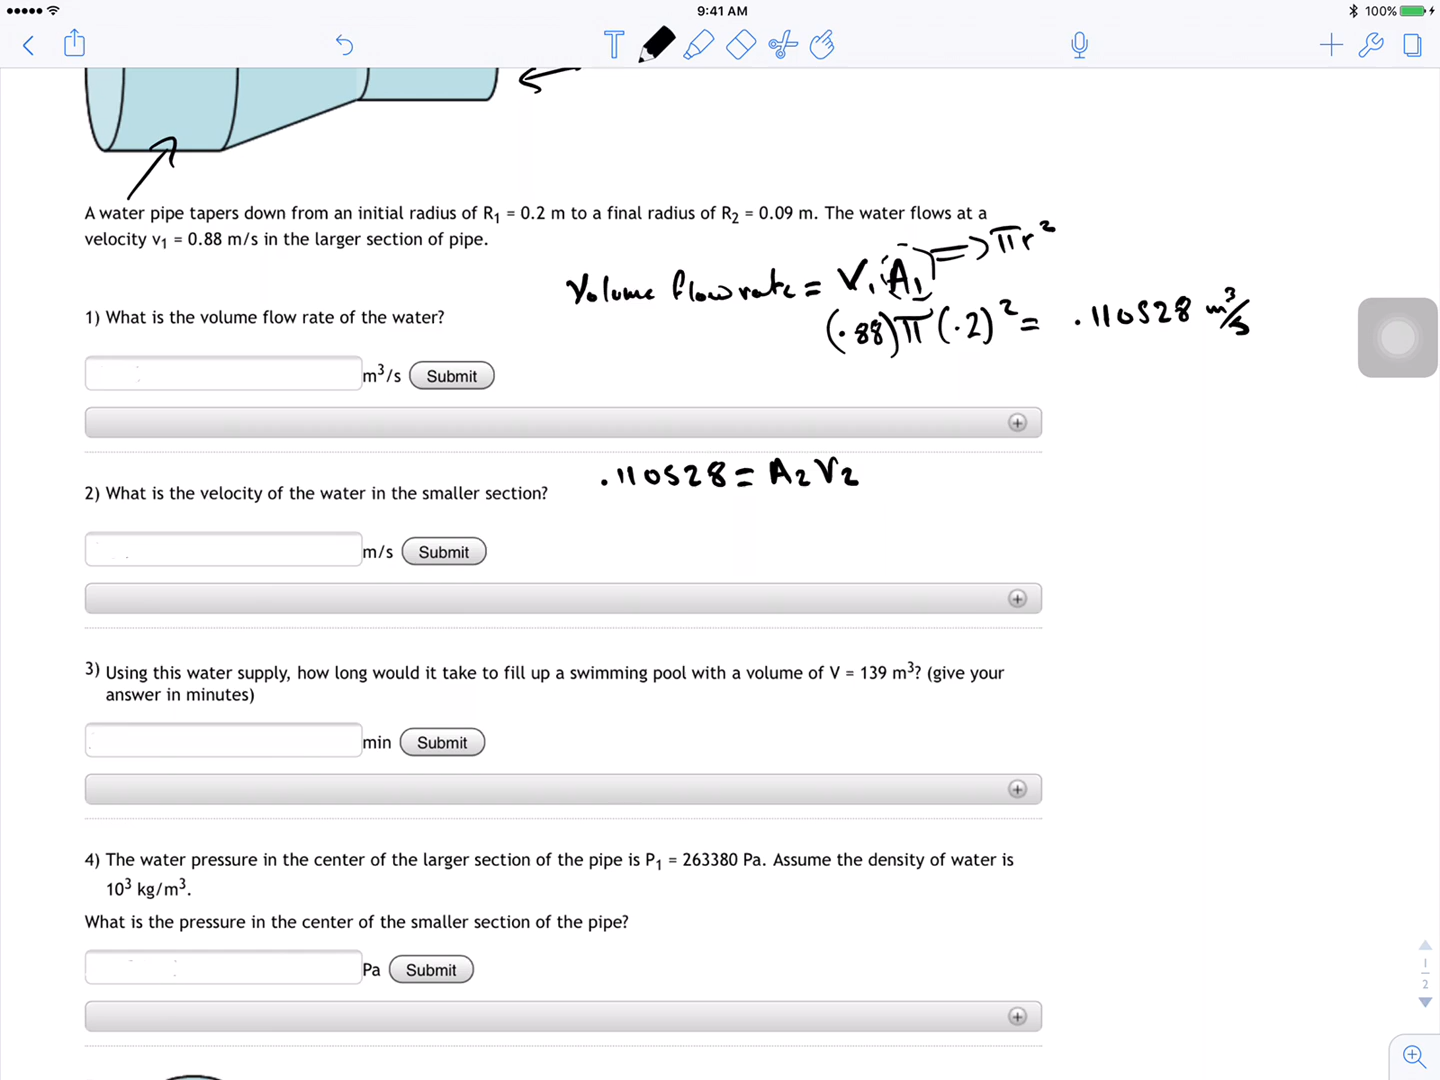 9:41 AM
100%
T
A water pipe tapers down from an initial radius of R₁ = 0.2 m to a final radius of R₂ = 0.09 m. The water flows at a
velocity v₁ = 0.88 m/s in the larger section of pipe.
Volume flow rate = V₁ A₁ => πr²
(.88)π(.2)² = .110528 m³/s
1) What is the volume flow rate of the water?
m³/s Submit
.110528 = A₂V₂
2) What is the velocity of the water in the smaller section?
m/s Submit
3) Using this water supply, how long would it take to fill up a swimming pool with a volume of V = 139 m³? (give your
answer in minutes)
min Submit
4) The water pressure in the center of the larger section of the pipe is P₁ = 263380 Pa. Assume the density of water is
10³ kg/m³.
What is the pressure in the center of the smaller section of the pipe?
Pa Submit
1
2